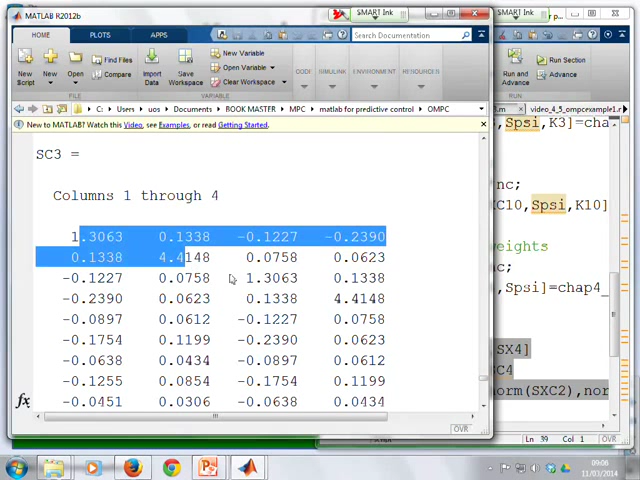 MATLAB R2012b
SMART Ink
SMART Ink
HOME PLOTS APPS
Search Documentation
New Script
New
Open
Find Files
Compare
Import Data
Save Workspace
New Variable
Open Variable
Clear Workspace
FILE
VARIABLE
CODE
SIMULINK
ENVIRONMENT
RESOURCES
Run and Advance
Run Section
Advance
RUN
C: Users uos Documents BOOK MASTER MPC matlab for predictive control OMPC
.m video_4_5_ompcexample1.m
New to MATLAB? Watch this Video, see Examples, or read Getting Started.
SC3 =
Columns 1 through 4
1.3063 0.1338 -0.1227 -0.2390
0.1338 4.4148 0.0758 0.0623
-0.1227 0.0758 1.3063 0.1338
-0.2390 0.0623 0.1338 4.4148
-0.0897 0.0612 -0.1227 0.0758
-0.1754 0.1199 -0.2390 0.0623
-0.0638 0.0434 -0.0897 0.0612
-0.1255 0.0854 -0.1754 0.1199
-0.0451 0.0306 -0.0638 0.0434
fx
OVR
, Spsi,K3]=chap
nc;
XC10, Spsi,K10]
weights
nc;
,Spsi]=chap4_
SX4]
C4
norm(SXC2),nor
Ln 39 Col 1 OVR
09:06
11/03/2014